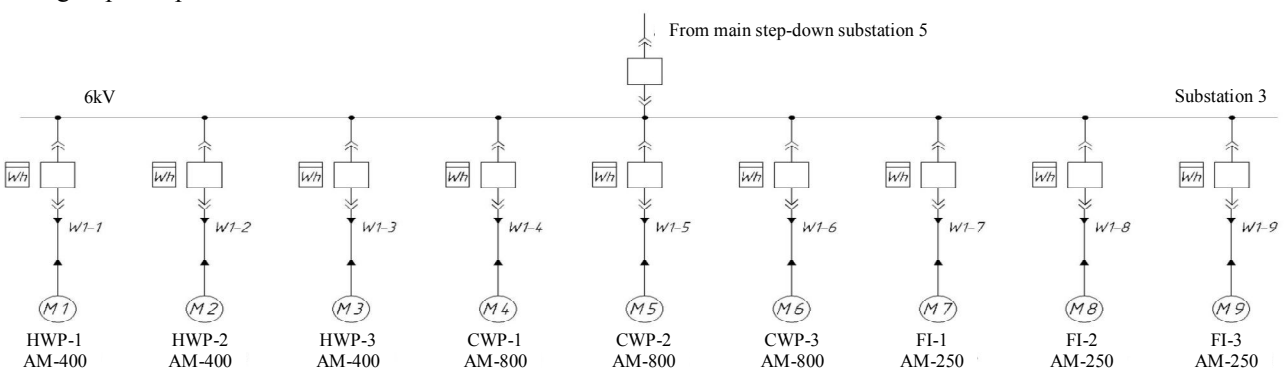 From main step-down substation 5
6kV
Substation 3
Wh Wh Wh Wh Wh Wh Wh Wh Wh
W1-1 W1-2 W1-3 W1-4 W1-5 W1-6 W1-7 W1-8 W1-9
M1 M2 M3 M4 M5 M6 M7 M8 M9
HWP-1 HWP-2 HWP-3 CWP-1 CWP-2 CWP-3 FI-1 FI-2 FI-3
AM-400 AM-400 AM-400 AM-800 AM-800 AM-800 AM-250 AM-250 AM-250